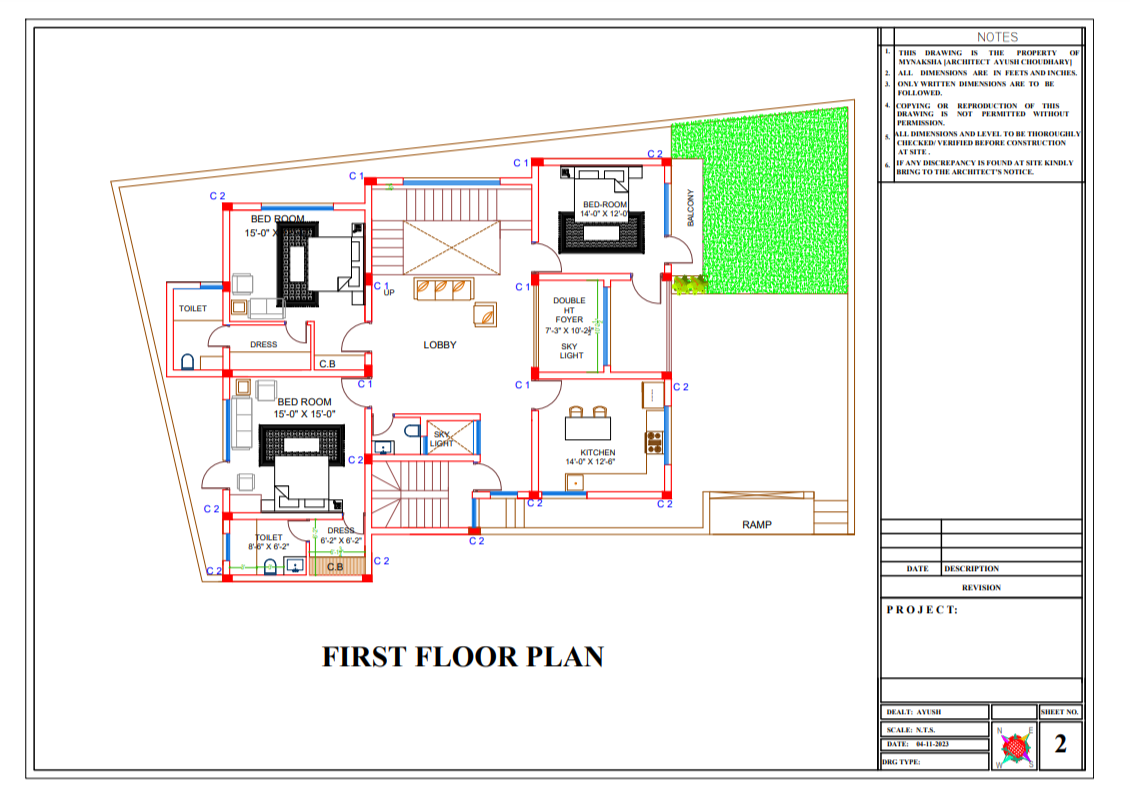 NOTES
1. THIS DRAWING IS THE PROPERTY OF
MYNAKSHA [ARCHITECT AYUSH CHOUDHARY]
2. ALL DIMENSIONS ARE IN FEETS AND INCHES.
3. ONLY WRITTEN DIMENSIONS ARE TO BE
FOLLOWED.
4. COPYING OR REPRODUCTION OF THIS
DRAWING IS NOT PERMITTED WITHOUT
PERMISSION.
5. ALL DIMENSIONS AND LEVEL TO BE THOROUGHLY
CHECKED/ VERIFIED BEFORE CONSTRUCTION
AT SITE .
6. IF ANY DISCREPANCY IS FOUND AT SITE KINDLY
BRING TO THE ARCHITECT'S NOTICE.
C 2
C 1
C 1
C 2
BED ROOM
15'-0" X
BED-ROOM
14'-0" X 12'-0"
BALCONY
C 1
UP
C 1
TOILET
DOUBLE
HT
FOYER
7'-3" X 10'-2½"
SKY
LIGHT
DRESS
LOBBY
C.B
C 1
C 1
C 2
BED ROOM
15'-0" X 15'-0"
SKY
LIGHT
KITCHEN
14'-0" X 12'-6"
C 2
C 2
C 2
C 2
RAMP
TOILET
8'-6" X 6'-2"
DRESS
6'-2" X 6'-2"
C 2
C.B
C 2
C 2
FIRST FLOOR PLAN
DATE DESCRIPTION
REVISION
PROJECT:
DEALT: AYUSH
SHEET NO.
SCALE: N.T.S.
DATE: 04-11-2023
DRG TYPE:
N E
W S
2